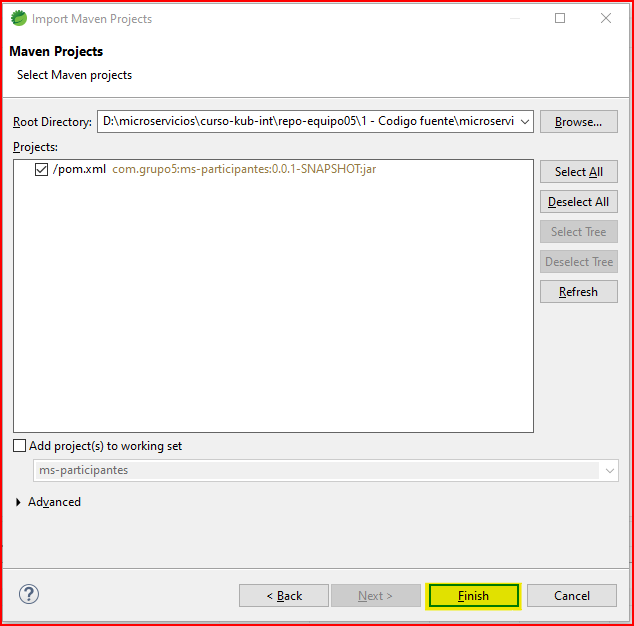 Import Maven Projects
Maven Projects
Select Maven projects
Root Directory: D:\microservicios\curso-kub-int\repo-equipo05\1 - Codigo fuente\microservi Browse...
Projects:
/pom.xml com.grupo5:ms-participantes:0.0.1-SNAPSHOT:jar
Select All
Deselect All
Select Tree
Deselect Tree
Refresh
Add project(s) to working set
ms-participantes
Advanced
? < Back Next > Finish Cancel